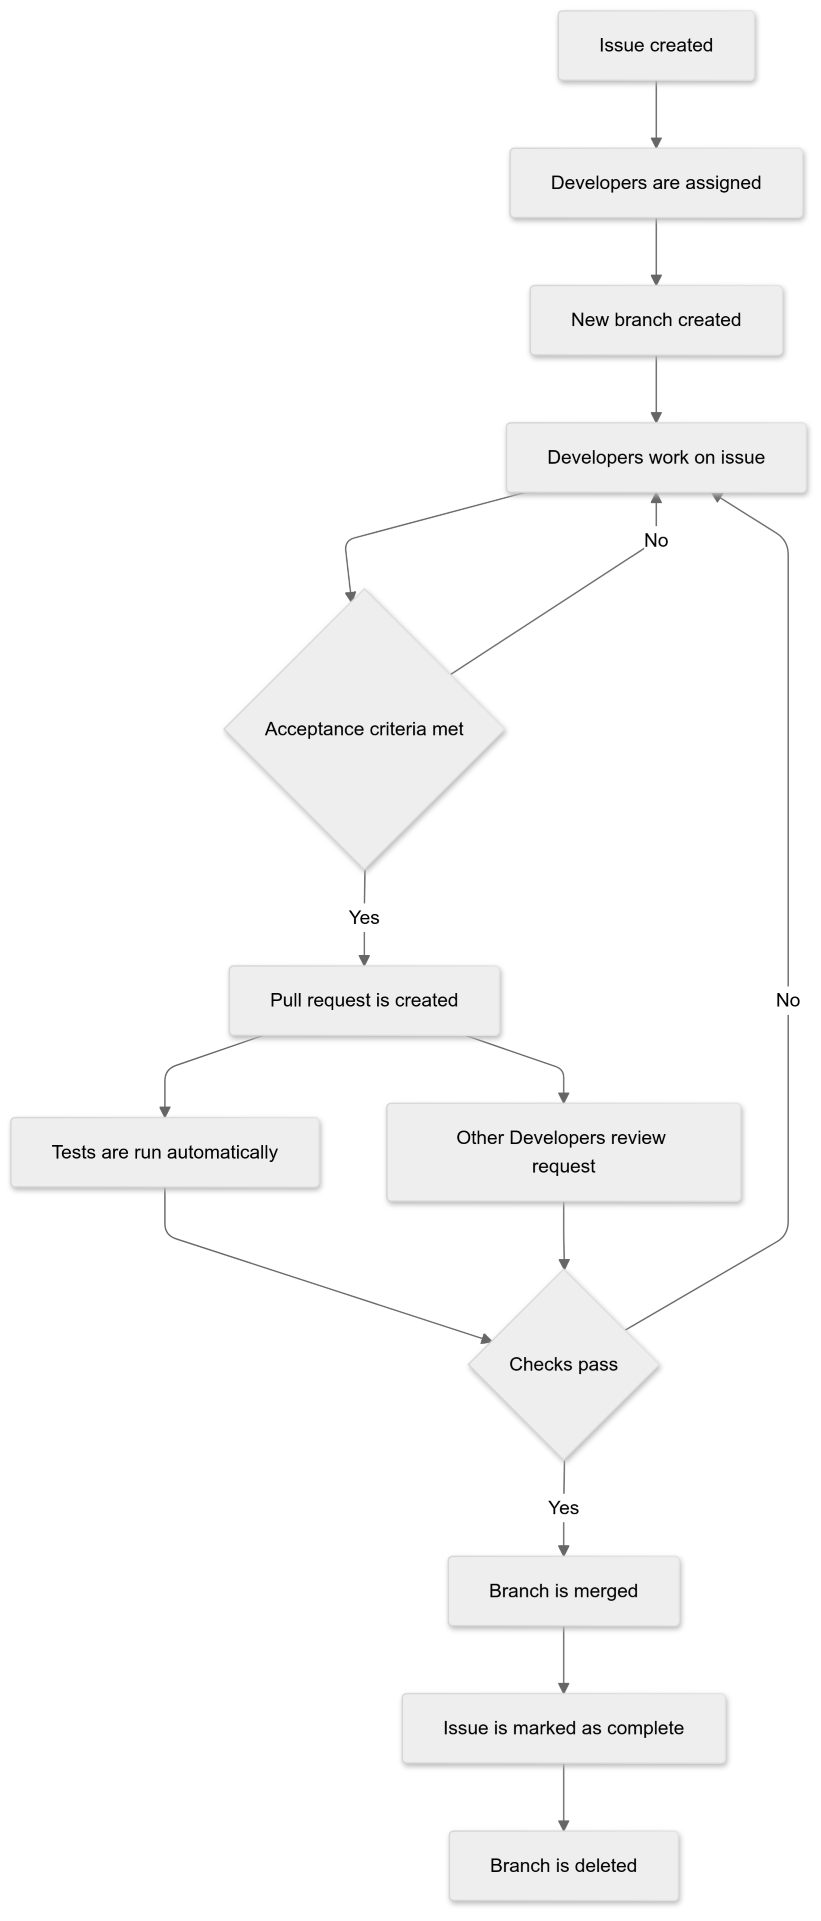 Issue created
Developers are assigned
New branch created
Developers work on issue
No
Acceptance criteria met
Yes
Pull request is created
No
Tests are run automatically
Other Developers review
request
Checks pass
Yes
Branch is merged
Issue is marked as complete
Branch is deleted